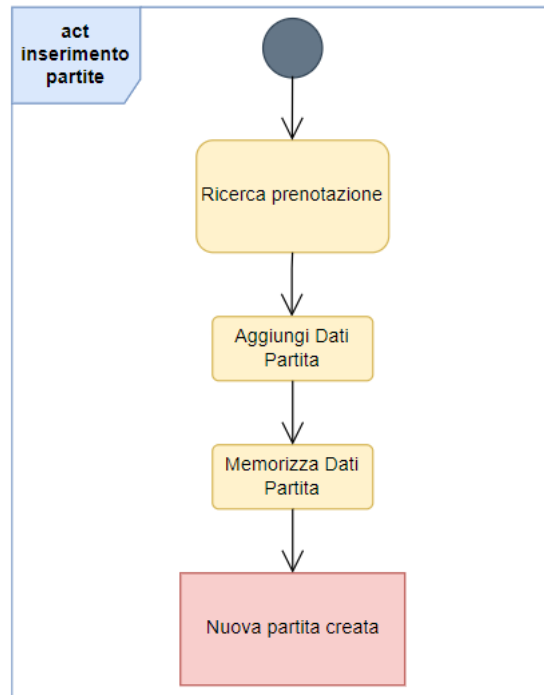 act
inserimento
partite
Ricerca prenotazione
Aggiungi Dati
Partita
Memorizza Dati
Partita
Nuova partita creata